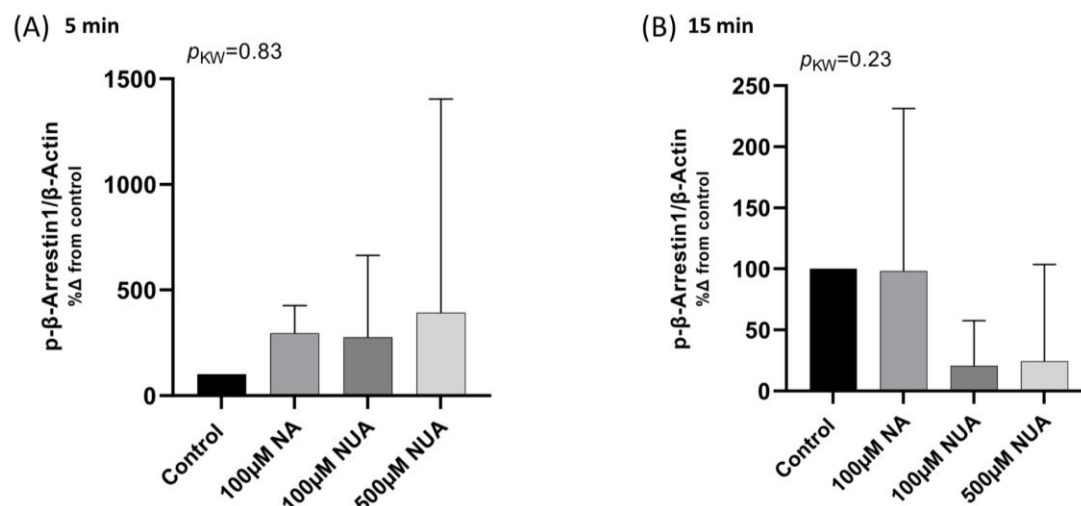 (A) 5 min
p_KW=0.83
p-β-Arrestin1/β-Actin
%Δ from control
1500
1000
500
0
Control
100µM NA
100µM NUA
500µM NUA
(B) 15 min
p_KW=0.23
p-β-Arrestin1/β-Actin
%Δ from control
250
200
150
100
50
0
Control
100µM NA
100µM NUA
500µM NUA